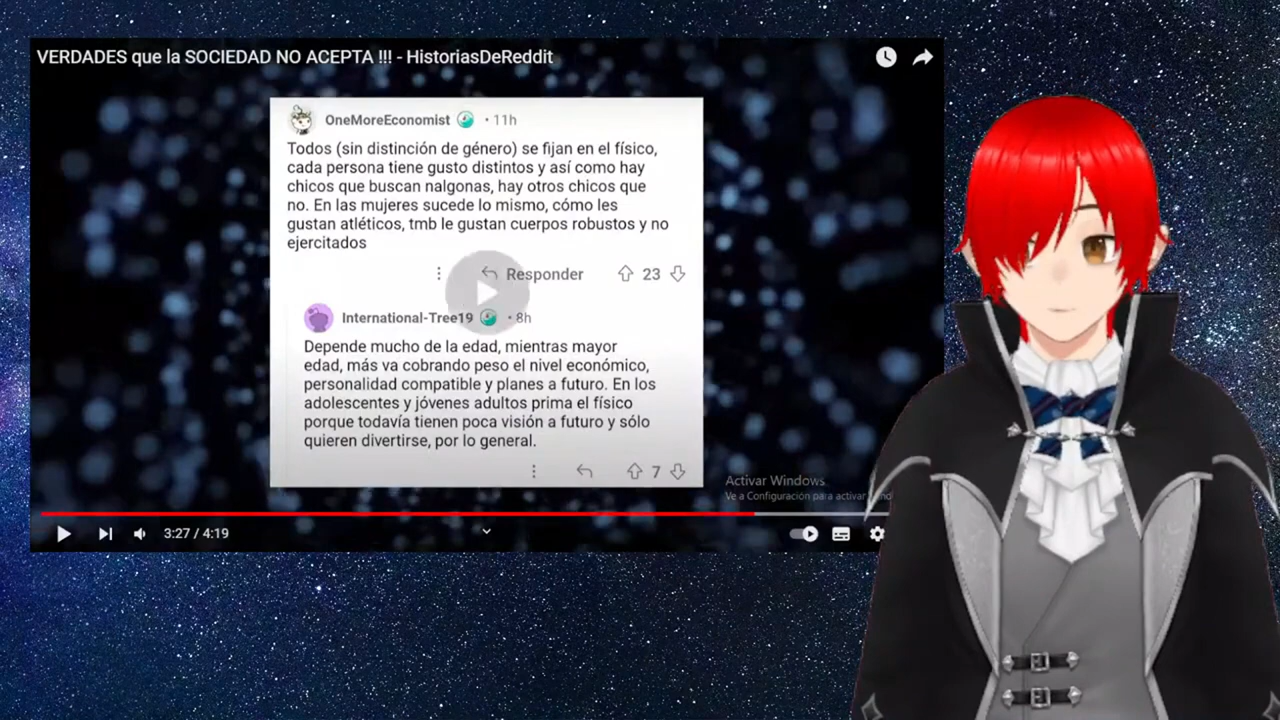 VERDADES que la SOCIEDAD NO ACEPTA !!! - HistoriasDeReddit
OneMoreEconomist • 11h
Todos (sin distinción de género) se fijan en el físico,
cada persona tiene gusto distintos y así como hay
chicos que buscan nalgonas, hay otros chicos que
no. En las mujeres sucede lo mismo, cómo les
gustan atléticos, tmb le gustan cuerpos robustos y no
ejercitados
Responder 23
International-Tree19 • 8h
Depende mucho de la edad, mientras mayor
edad, más va cobrando peso el nivel económico,
personalidad compatible y planes a futuro. En los
adolescentes y jóvenes adultos prima el físico
porque todavía tienen poca visión a futuro y sólo
quieren divertirse, por lo general.
7
Activar Windows
Ve a Configuración para activar
3:27 / 4:19